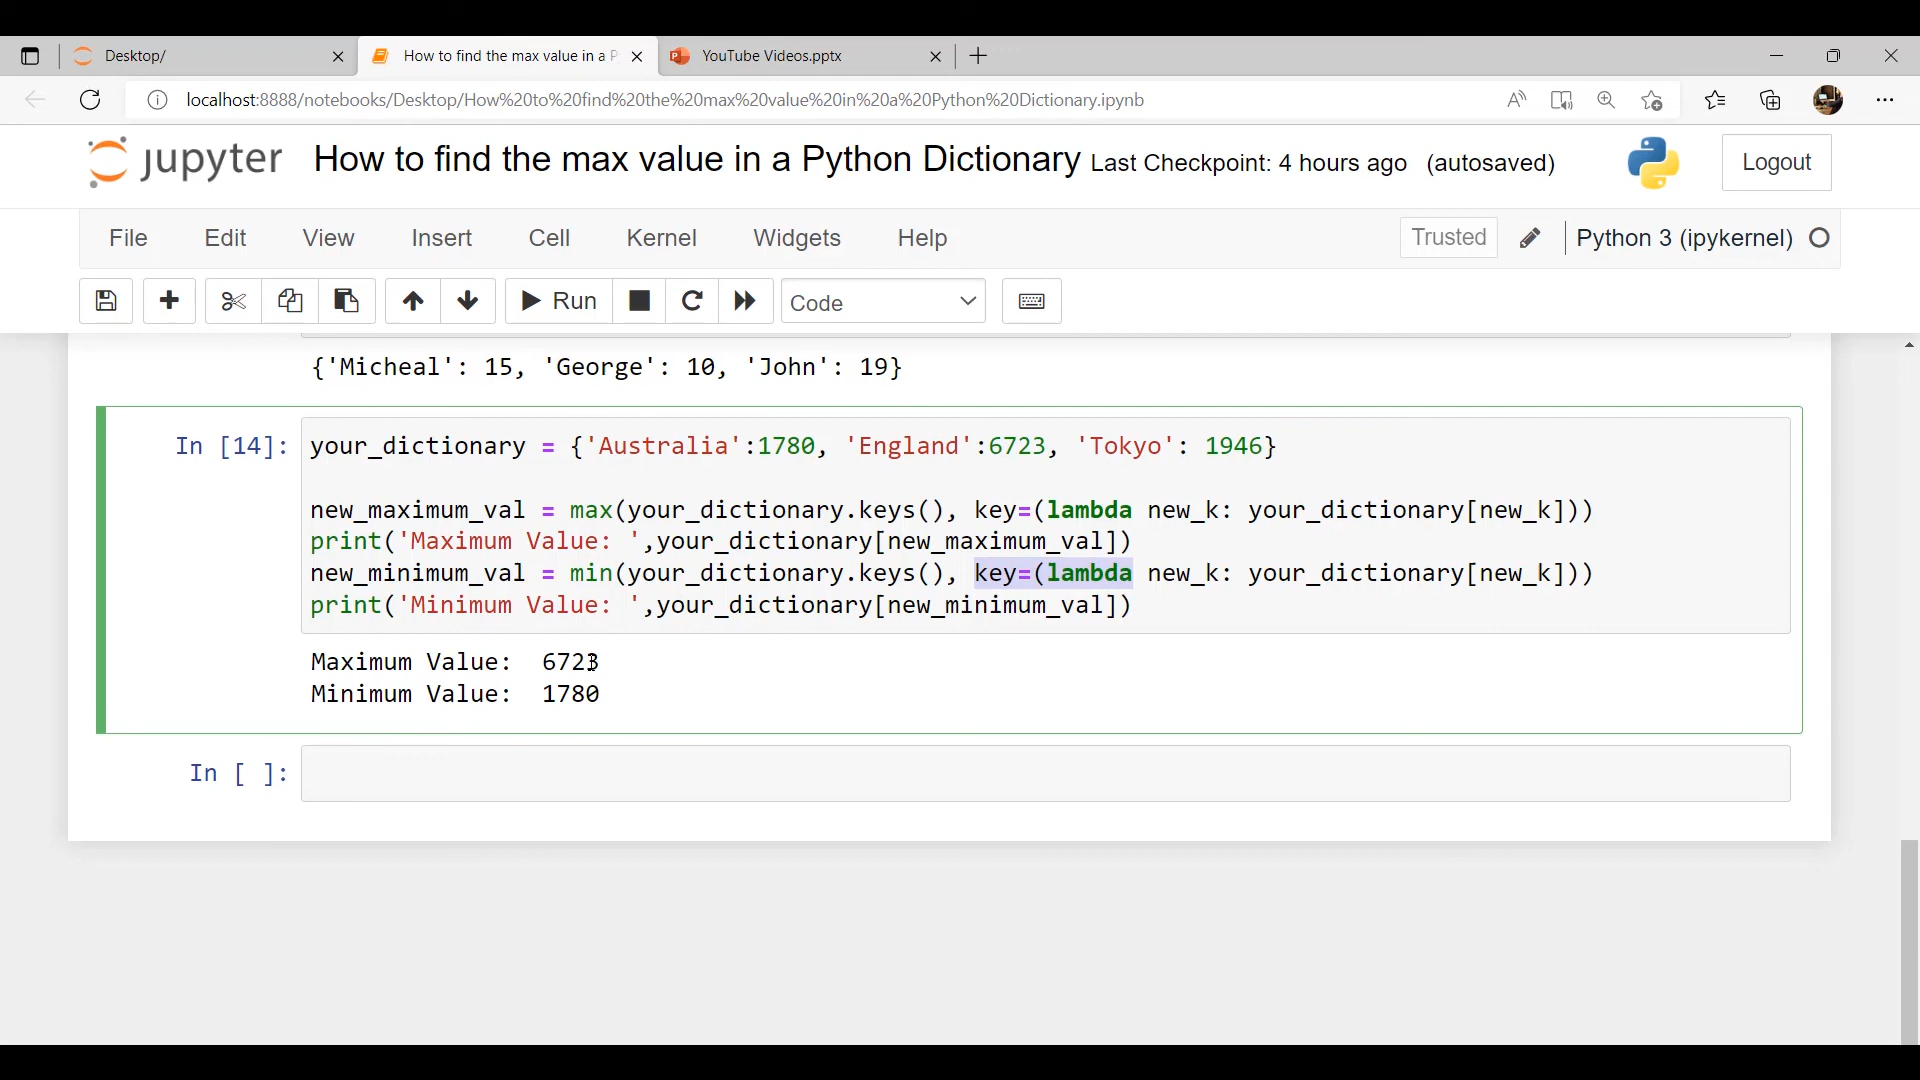 Desktop/
How to find the max value in a P
YouTube Videos.pptx
localhost:8888/notebooks/Desktop/How%20to%20find%20the%20max%20value%20in%20a%20Python%20Dictionary.ipynb
jupyter How to find the max value in a Python Dictionary Last Checkpoint: 4 hours ago (autosaved) Logout
File Edit View Insert Cell Kernel Widgets Help Trusted Python 3 (ipykernel)
Run Code
{'Micheal': 15, 'George': 10, 'John': 19}
In [14]: your_dictionary = {'Australia':1780, 'England':6723, 'Tokyo': 1946}
new_maximum_val = max(your_dictionary.keys(), key=(lambda new_k: your_dictionary[new_k]))
print('Maximum Value: ',your_dictionary[new_maximum_val])
new_minimum_val = min(your_dictionary.keys(), key=(lambda new_k: your_dictionary[new_k]))
print('Minimum Value: ',your_dictionary[new_minimum_val])
Maximum Value:  6723
Minimum Value:  1780
In [ ]: